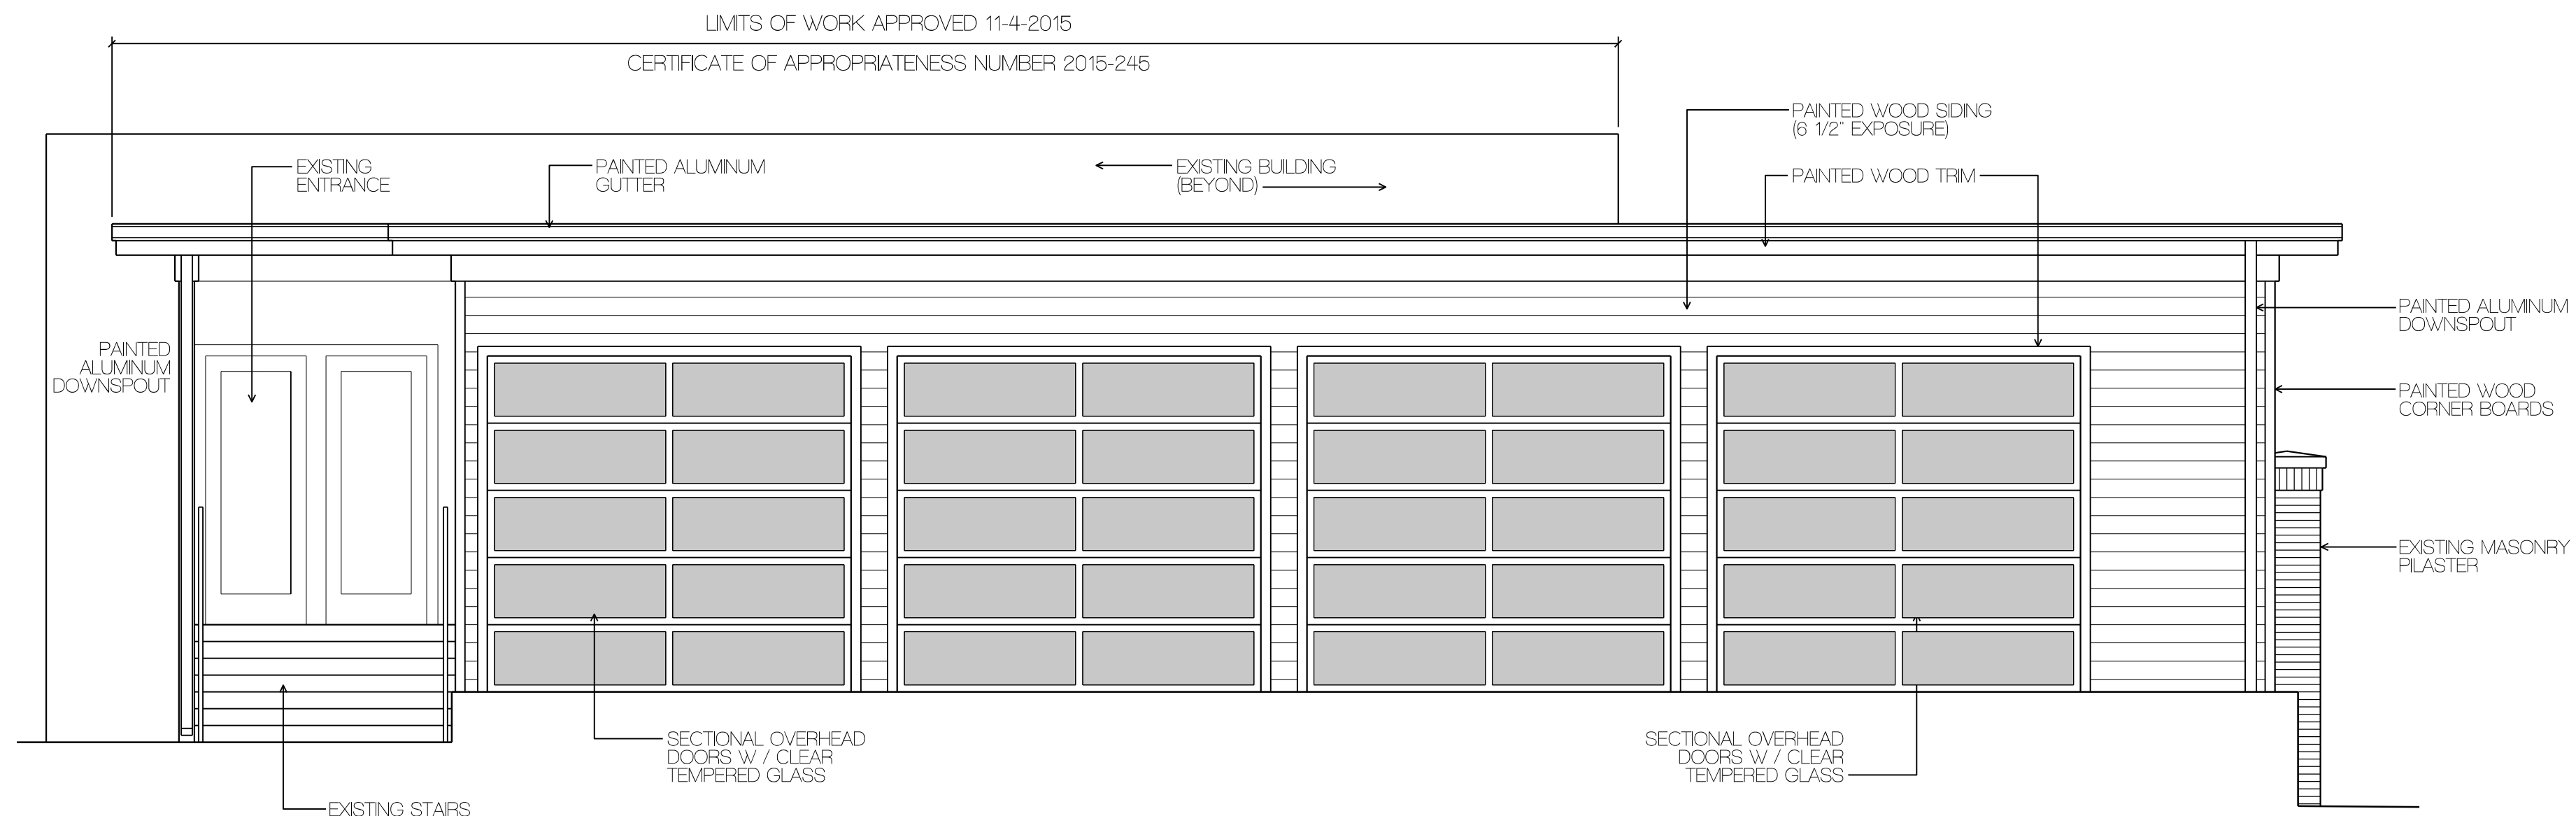 LIMITS OF WORK APPROVED 11-4-2015
CERTIFICATE OF APPROPRIATENESS NUMBER 2015-245
PAINTED WOOD SIDING
(6 1/2" EXPOSURE)
EXISTING
ENTRANCE
PAINTED ALUMINUM
GUTTER
EXISTING BUILDING
(BEYOND)
PAINTED WOOD TRIM
PAINTED ALUMINUM
DOWNSPOUT
PAINTED
ALUMINUM
DOWNSPOUT
PAINTED WOOD
CORNER BOARDS
EXISTING MASONRY
PILASTER
SECTIONAL OVERHEAD
DOORS W / CLEAR
TEMPERED GLASS
SECTIONAL OVERHEAD
DOORS W / CLEAR
TEMPERED GLASS
EXISTING STAIRS